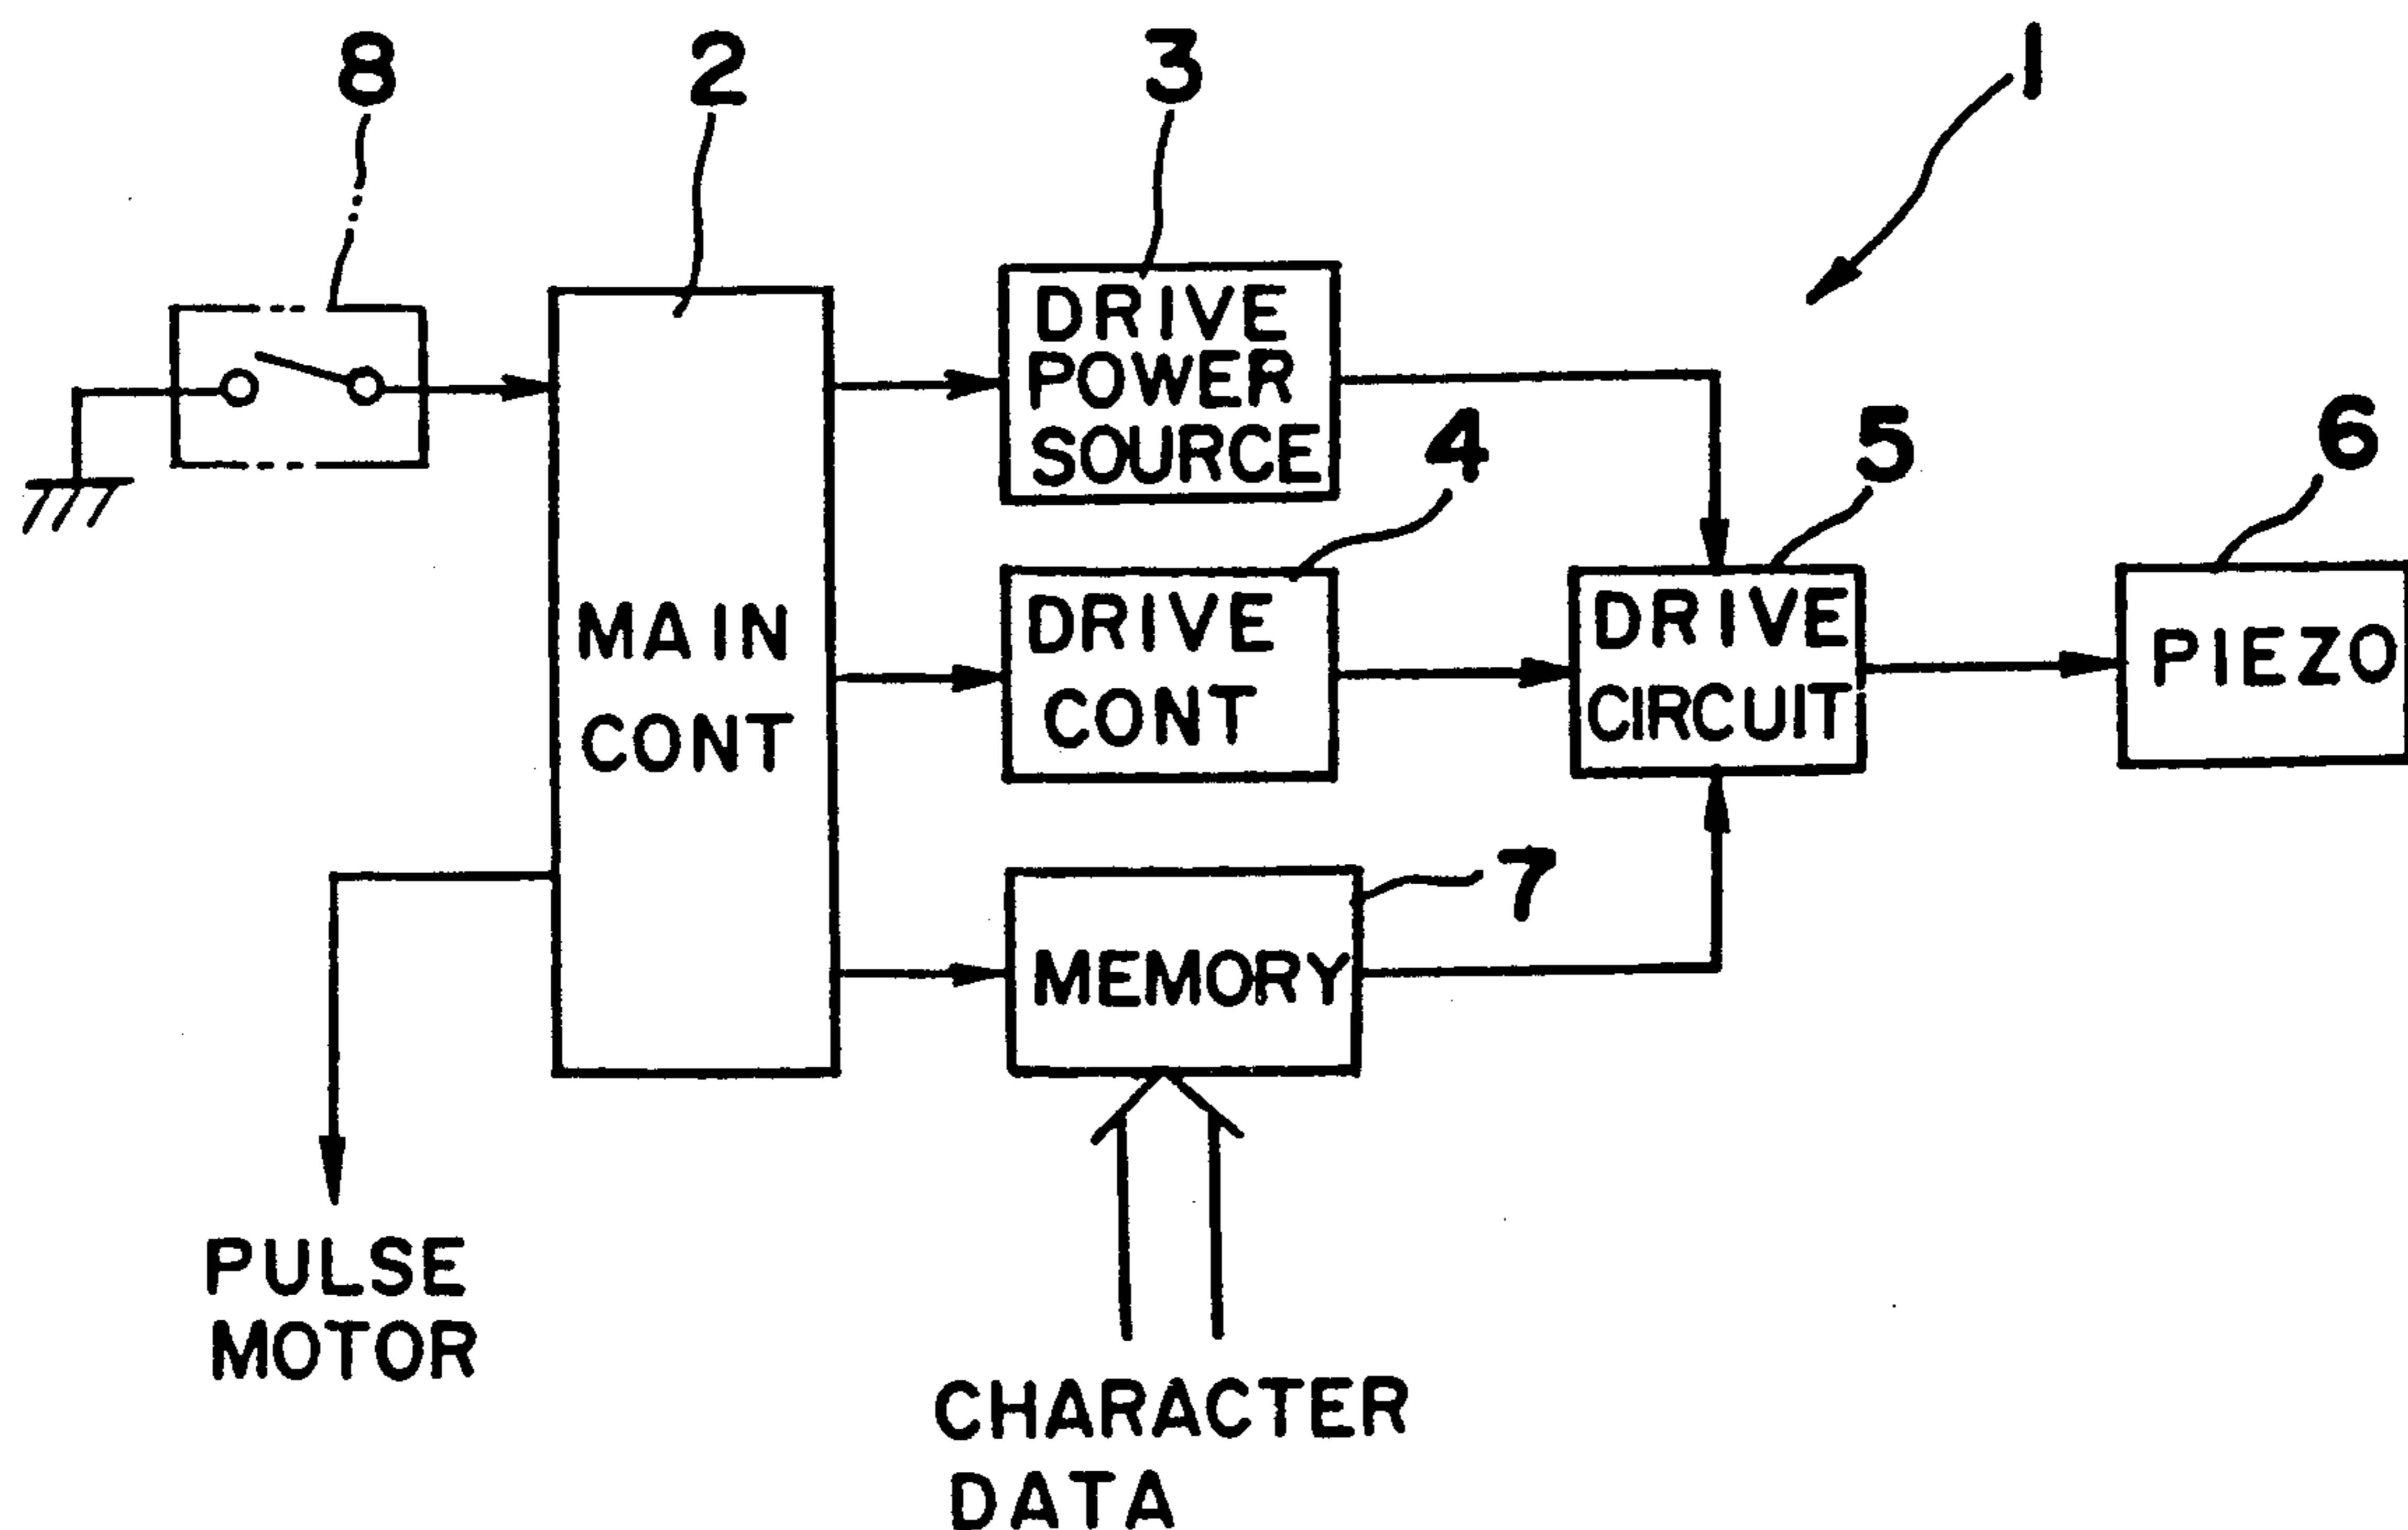 8
2
3
1
DRIVE
POWER
SOURCE
4
5
6
MAIN
CONT
DRIVE
CONT
DRIVE
CIRCUIT
PIEZO
7
MEMORY
PULSE
MOTOR
CHARACTER
DATA